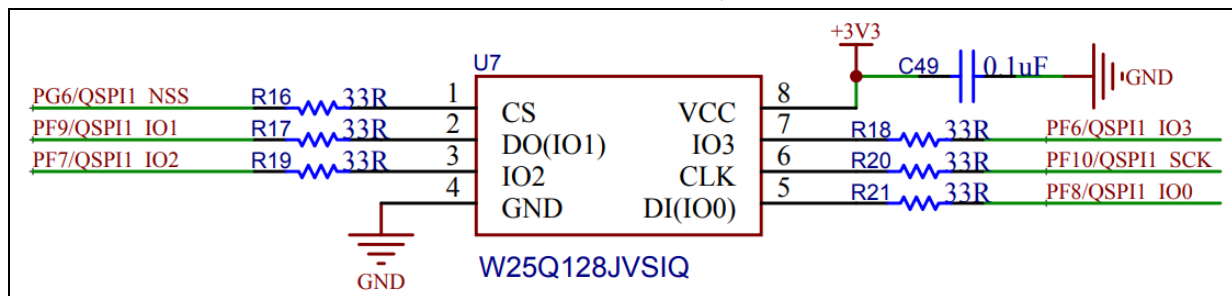 +3V3
U7
C49 0.1uF
GND
PG6/QSPI1_NSS R16 33R 1 CS VCC 8
PF9/QSPI1_IO1 R17 33R 2 DO(IO1) IO3 7 R18 33R PF6/QSPI1_IO3
PF7/QSPI1_IO2 R19 33R 3 IO2 CLK 6 R20 33R PF10/QSPI1_SCK
4 GND DI(IO0) 5 R21 33R PF8/QSPI1_IO0
GND
W25Q128JVSIQ